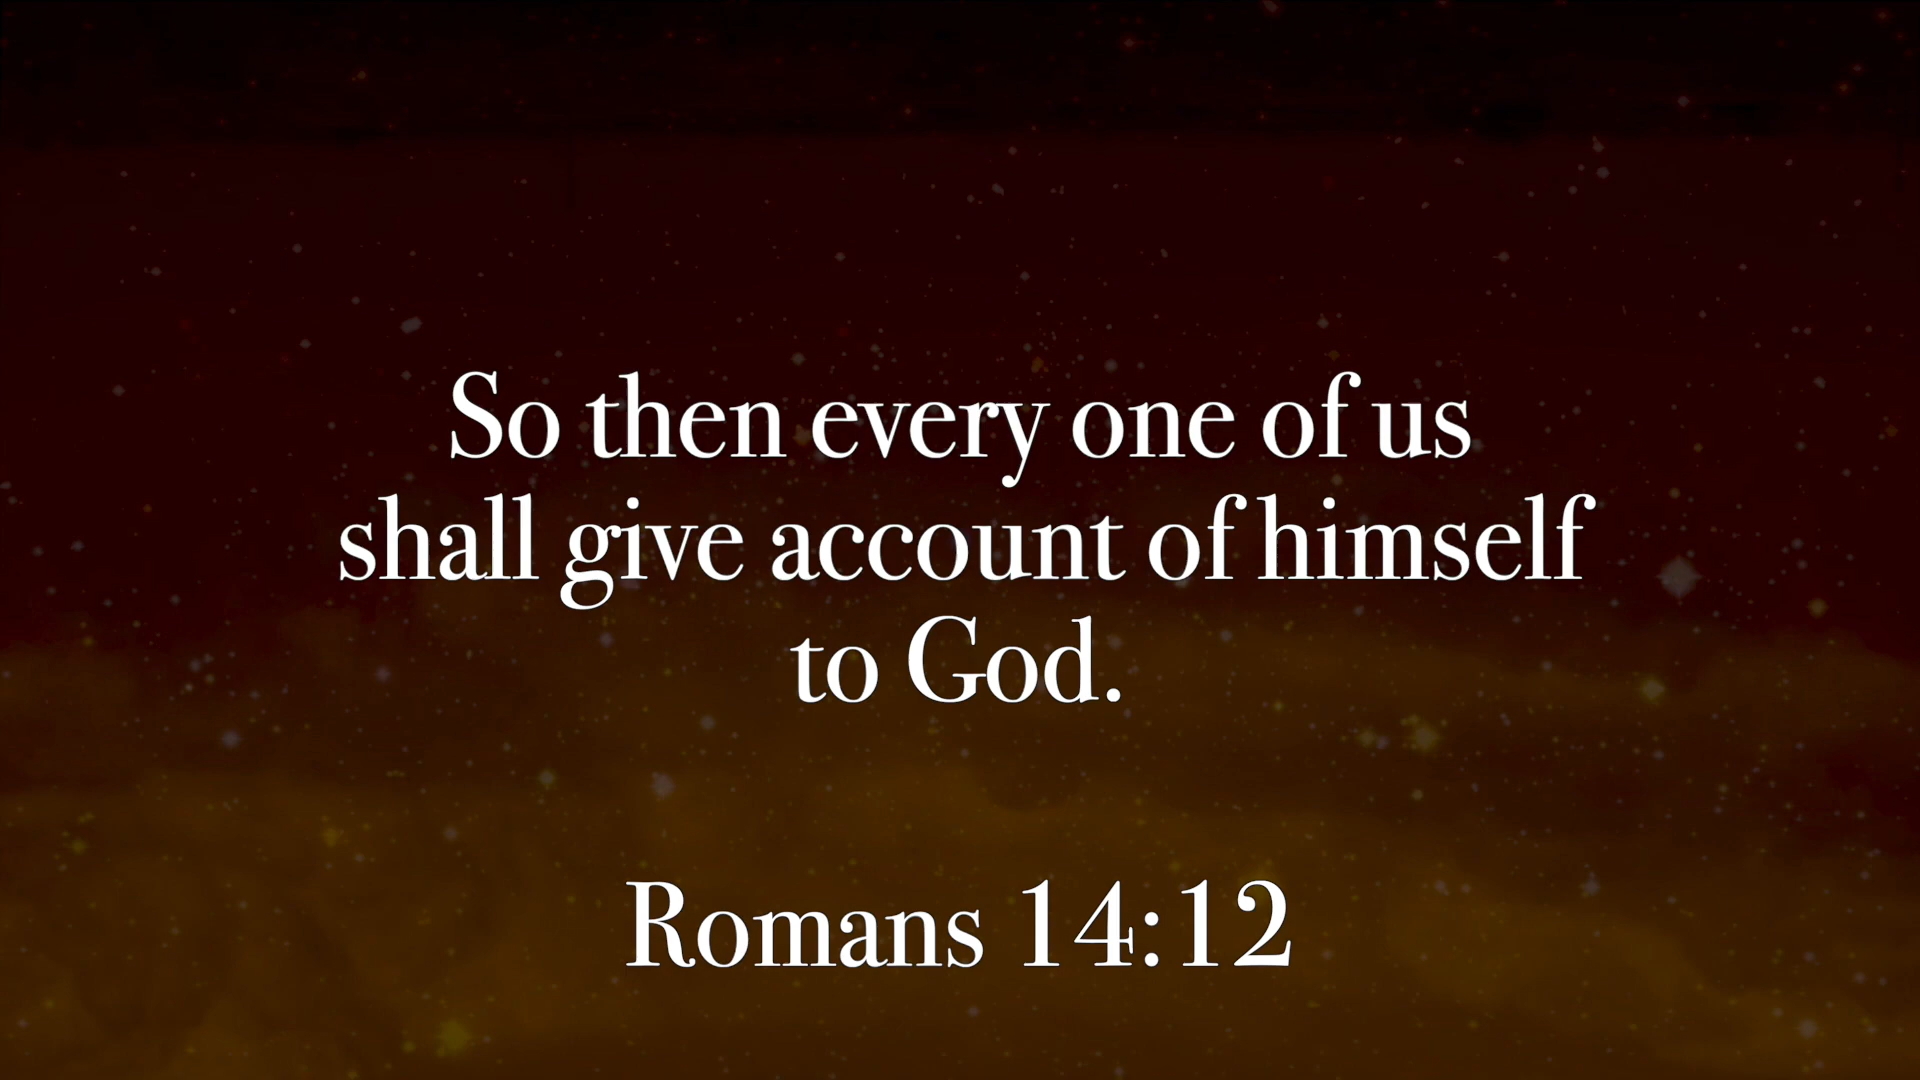 So then every one of us
shall give account of himself
to God.
Romans 14:12